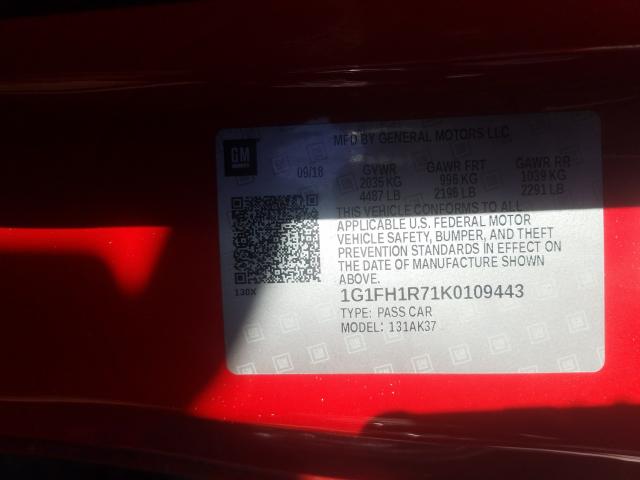 MFD BY GENERAL MOTORS LLC
GM
09/18 GVWR GAWR FRT GAWR RR
2035 KG 996 KG 1039 KG
4487 LB 2196 LB 2291 LB
THIS VEHICLE CONFORMS TO ALL
APPLICABLE U.S. FEDERAL MOTOR
VEHICLE SAFETY, BUMPER, AND THEFT
PREVENTION STANDARDS IN EFFECT ON
THE DATE OF MANUFACTURE SHOWN
ABOVE.
130X
1G1FH1R71K0109443
TYPE: PASS CAR
MODEL: 131AK37